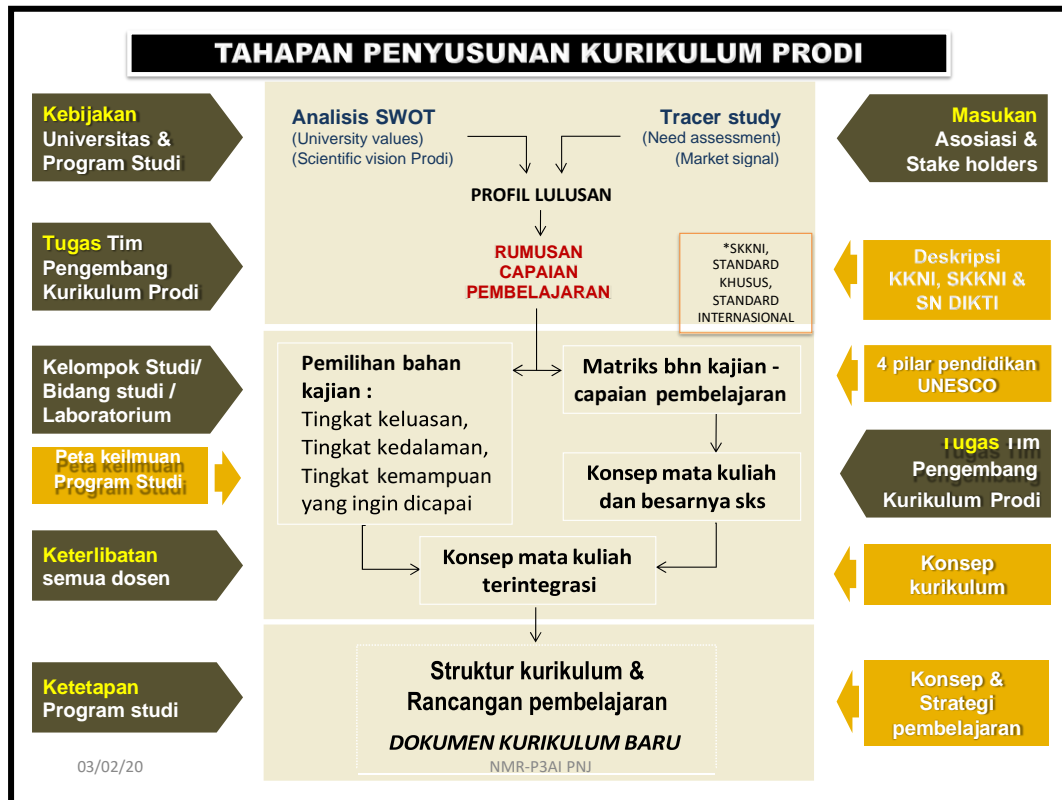 TAHAPAN PENYUSUNAN KURIKULUM PRODI
Kebijakan
Universitas &
Program Studi
Analisis SWOT
(University values)
(Scientific vision Prodi)
Tracer study
(Need assessment)
(Market signal)
Masukan
Asosiasi &
Stake holders
PROFIL LULUSAN
Tugas Tim
Pengembang
Kurikulum Prodi
RUMUSAN
CAPAIAN
PEMBELAJARAN
*SKKNI,
STANDARD
KHUSUS,
STANDARD
INTERNASIONAL
Deskripsi
KKNI, SKKNI &
SN DIKTI
Kelompok Studi/
Bidang studi /
Laboratorium
Pemilihan bahan
kajian :
Tingkat keluasan,
Tingkat kedalaman,
Tingkat kemampuan
yang ingin dicapai
Matriks bhn kajian -
capaian pembelajaran
4 pilar pendidikan
UNESCO
Peta keilmuan
Program Studi
Konsep mata kuliah
dan besarnya sks
Tugas Tim
Pengembang
Kurikulum Prodi
Keterlibatan
semua dosen
Konsep mata kuliah
terintegrasi
Konsep
kurikulum
Ketetapan
Program studi
Struktur kurikulum &
Rancangan pembelajaran
DOKUMEN KURIKULUM BARU
Konsep &
Strategi
pembelajaran
03/02/20
NMR-P3AI PNJ